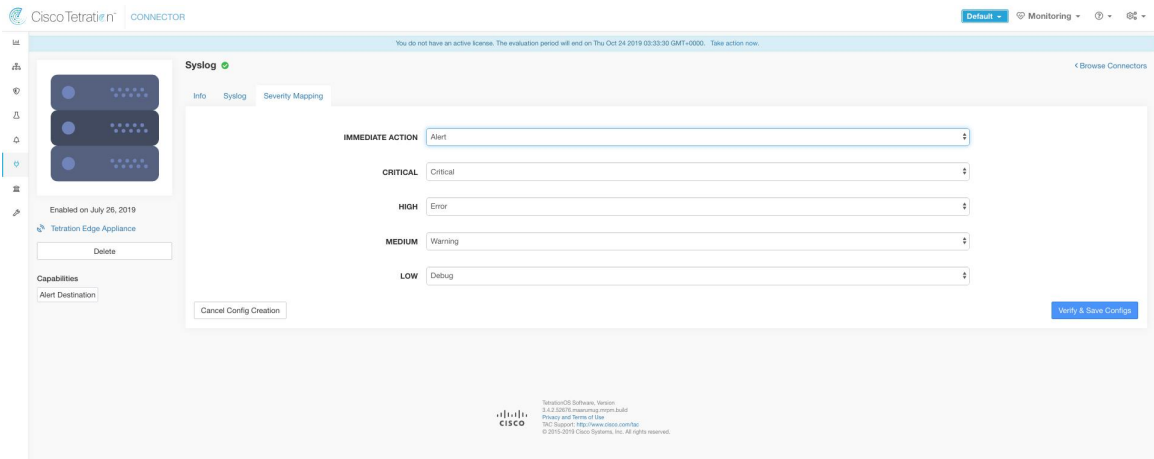 Cisco Tetration™ CONNECTOR Default Monitoring
You do not have an active license. The evaluation period will end on Thu Oct 24 2019 03:33:30 GMT+0000. Take action now.
Syslog
Browse Connectors
Info Syslog Severity Mapping
IMMEDIATE ACTION Alert
CRITICAL Critical
HIGH Error
MEDIUM Warning
LOW Debug
Cancel Config Creation Verify & Save Configs
Enabled on July 26, 2019
Tetration Edge Appliance
Delete
Capabilities
Alert Destination
CISCO
TetrationOS Software, Version
Privacy and Terms of Use
TAC Support: http://www.cisco.com/tac
© 2015-2019 Cisco Systems, Inc. All rights reserved.